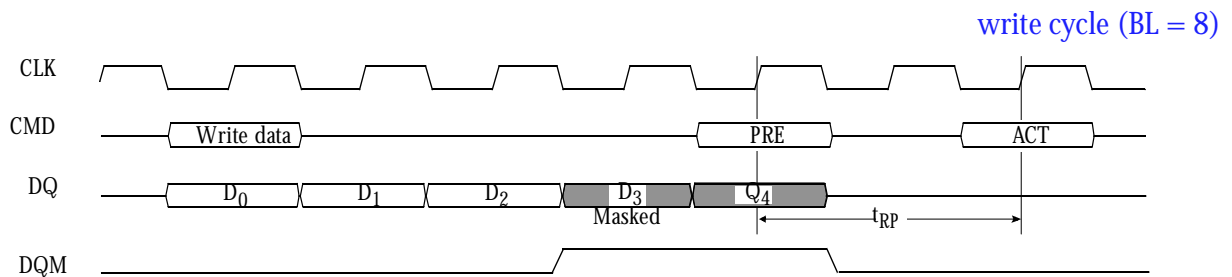 write cycle (BL = 8)
CLK
CMD Write data PRE ACT
DQ D0 D1 D2 D3 Q4
Masked tRP
DQM